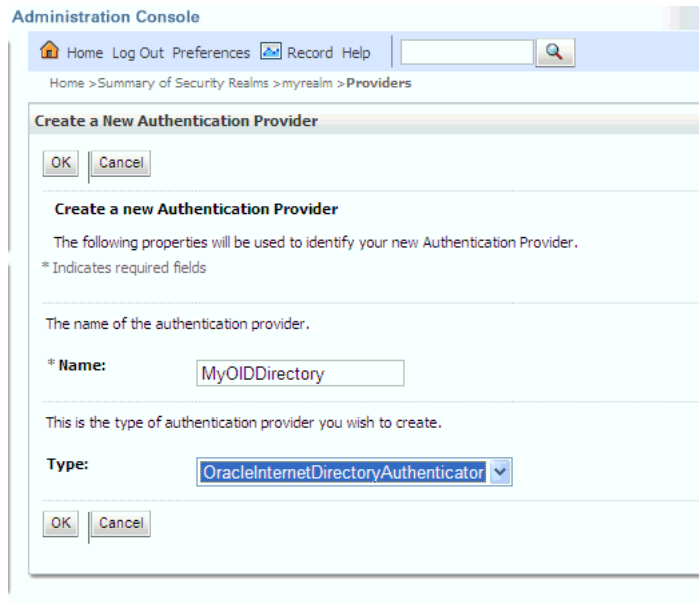 Administration Console
Home Log Out Preferences Record Help
Home >Summary of Security Realms >myrealm >Providers
Create a New Authentication Provider
OK Cancel
Create a new Authentication Provider
The following properties will be used to identify your new Authentication Provider.
* Indicates required fields
The name of the authentication provider.
* Name: MyOIDDirectory
This is the type of authentication provider you wish to create.
Type: OracleInternetDirectoryAuthenticator
OK Cancel